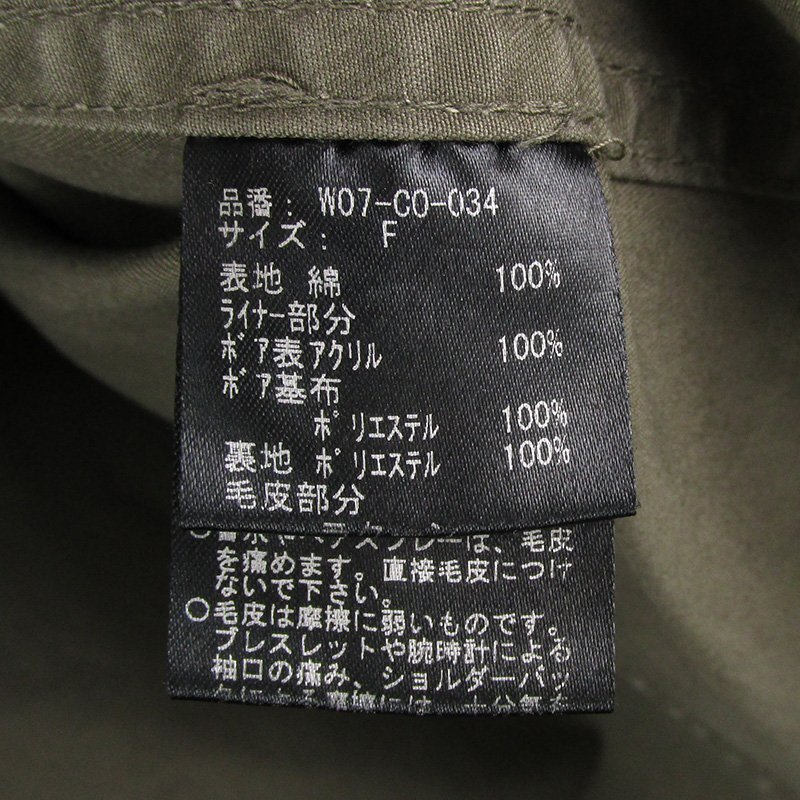 品番： W07-CO-034
サイズ： F
表地 綿 100%
ﾗｲﾅｰ部分
ﾎﾞｱ表ｱｸﾘﾙ 100%
ﾎﾞｱ基布
ﾎﾟﾘｴｽﾃﾙ 100%
裏地 ﾎﾟﾘｴｽﾃﾙ 100%
毛皮部分
は、毛皮
を痛めます。直接毛皮につけ
ないで下さい。
○毛皮は摩擦に弱いものです。
ブレスレットや腕時計による
袖口の痛み、ショルダーバッ